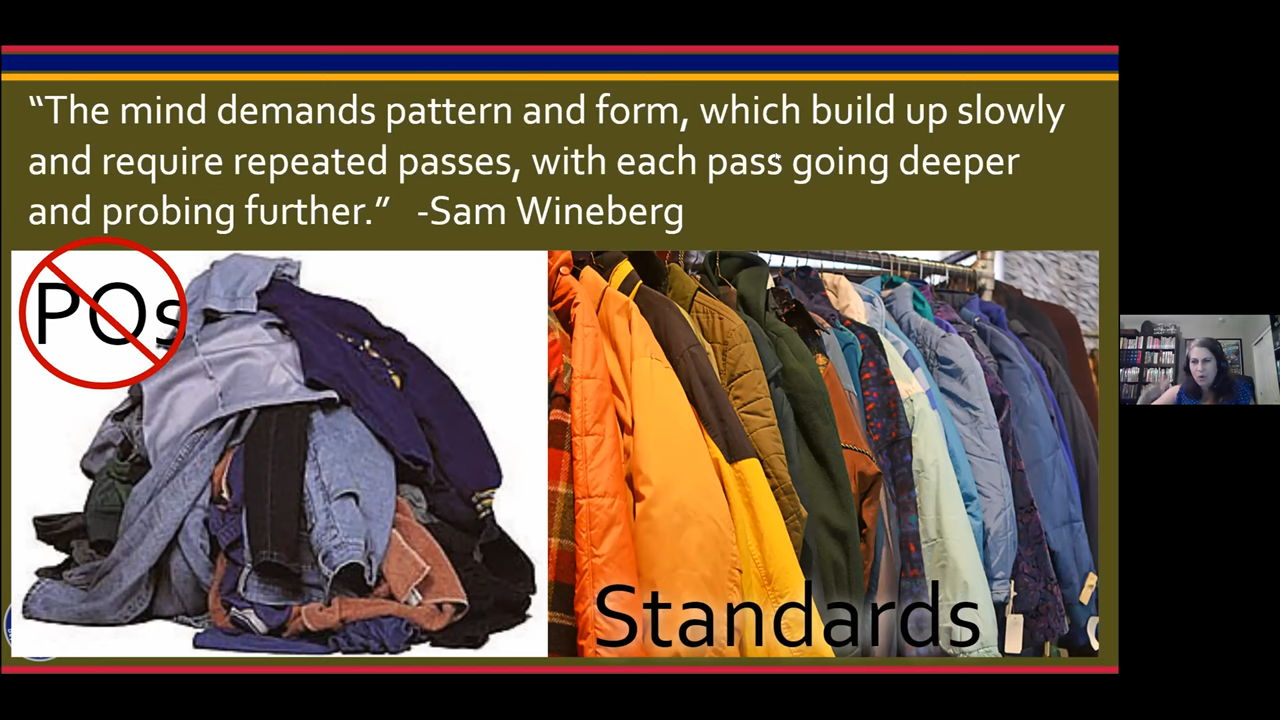 “The mind demands pattern and form, which build up slowly
and require repeated passes, with each pass going deeper
and probing further.” -Sam Wineberg
POs
Standards